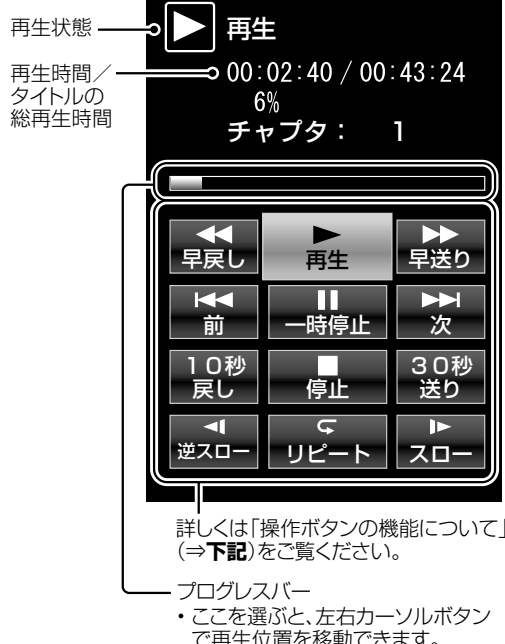 再生状態
再生
再生時間／
タイトルの
総再生時間
00:02:40 / 00:43:24
6%
チャプタ： 1
早戻し 再生 早送り
前 一時停止 次
１０秒
戻し
停止
３０秒
送り
逆スロー リピート スロー
詳しくは「操作ボタンの機能について」
（⇒下記）をご覧ください。
プログレスバー
・ここを選ぶと、左右カーソルボタン
で再生位置を移動できます。